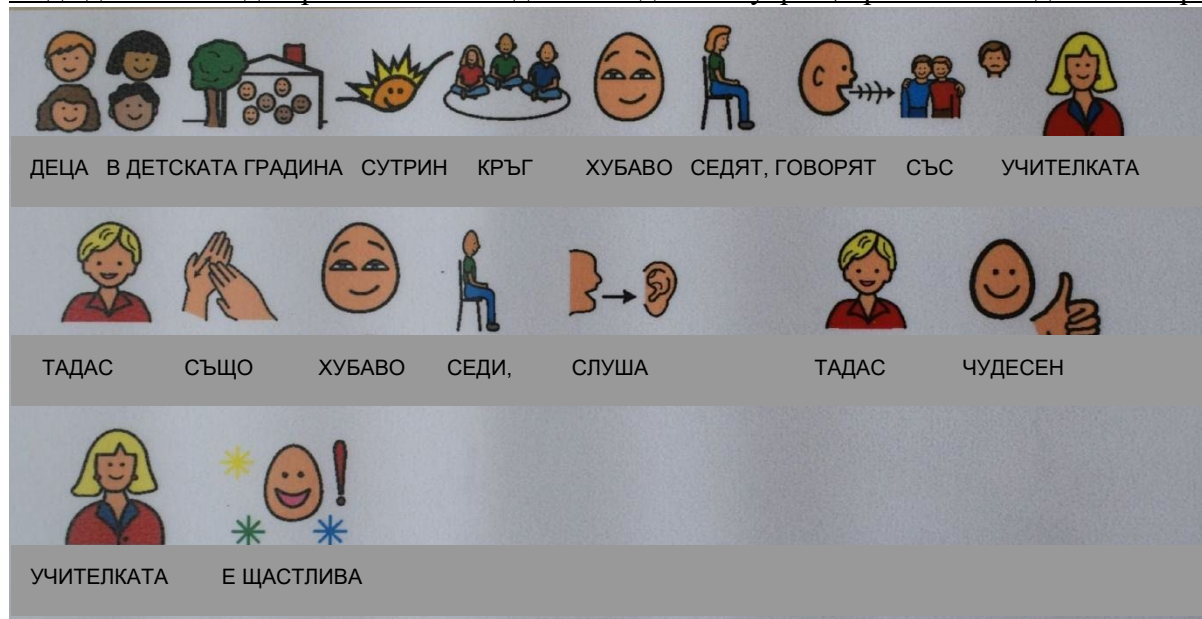 ДЕЦА В ДЕТСКАТА ГРАДИНА СУТРИН КРЪГ ХУБАВО СЕДЯТ, ГОВОРЯТ СЪС УЧИТЕЛКАТА
ТАДАС СЪЩО ХУБАВО СЕДИ, СЛУША ТАДАС ЧУДЕСЕН
УЧИТЕЛКАТА Е ЩАСТЛИВА